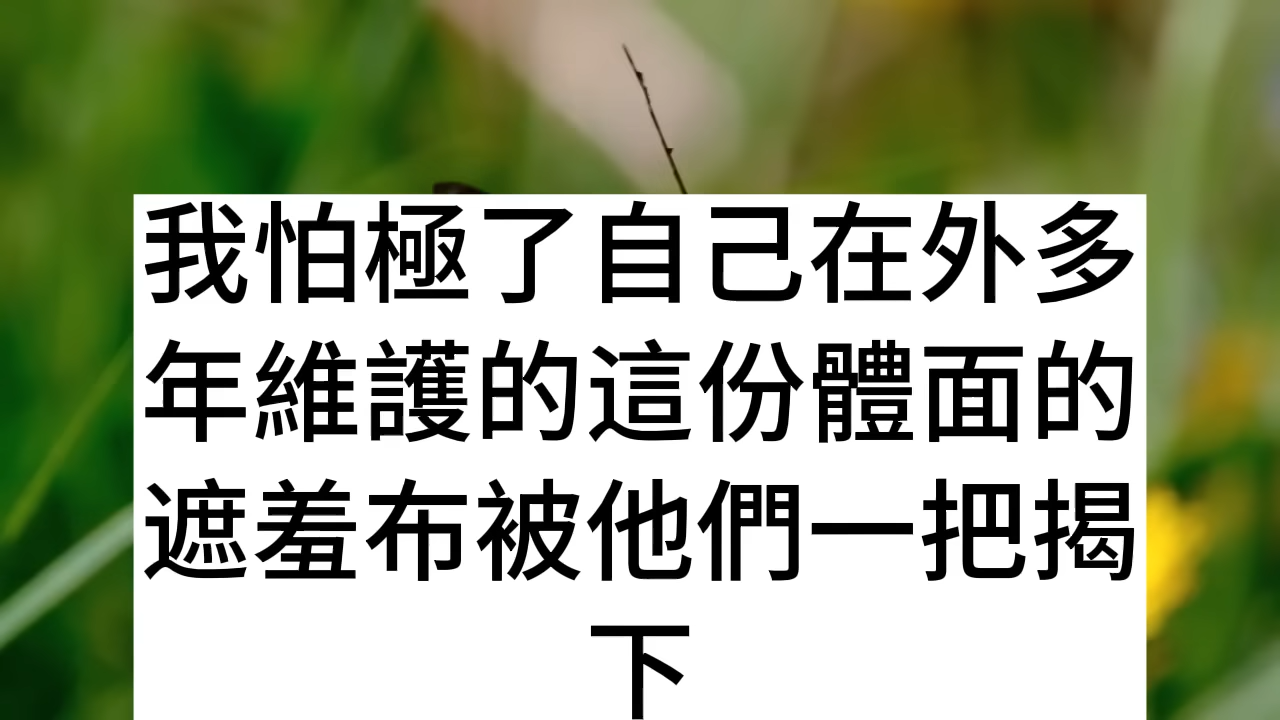 我怕極了自己在外多
年維護的這份體面的
遮羞布被他們一把揭
下